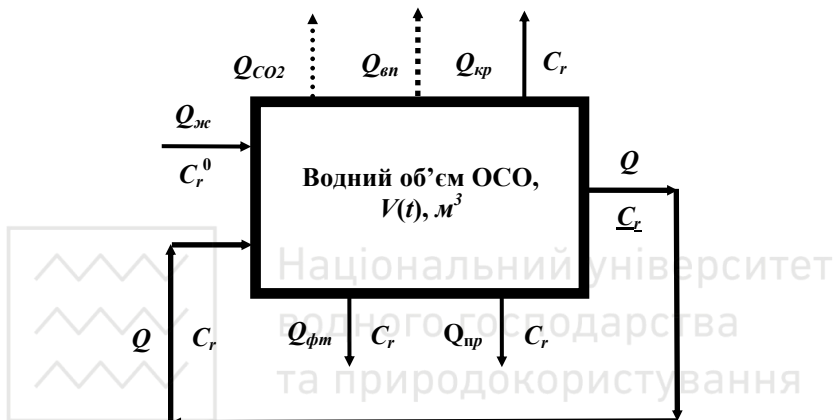 Q_CO2 Q_вп Q_кр C_r
Q_ж
C_r^0
Водний об’єм ОСО,
V(t), м^3
Q
C_r
Національний університет
водного господарства
та природокористування
Q_фт C_r Q_пр C_r
Q C_r